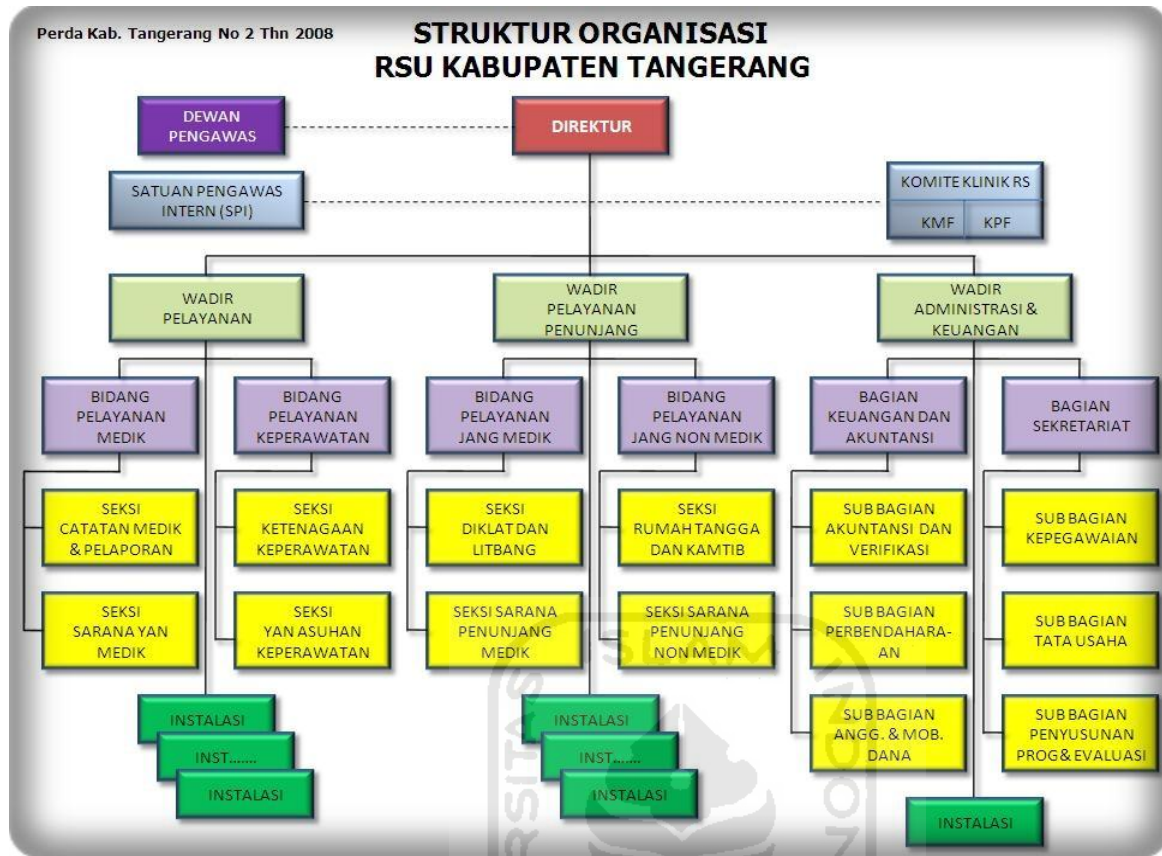 Perda Kab. Tangerang No 2 Thn 2008
STRUKTUR ORGANISASI
RSU KABUPATEN TANGERANG
DEWAN
PENGAWAS
DIREKTUR
SATUAN PENGAWAS
INTERN (SPI)
KOMITE KLINIK RS
KMF
KPF
WADIR
PELAYANAN
WADIR
PELAYANAN
PENUNJANG
WADIR
ADMINISTRASI &
KEUANGAN
BIDANG
PELAYANAN
MEDIK
BIDANG
PELAYANAN
KEPERAWATAN
BIDANG
PELAYANAN
JANG MEDIK
BIDANG
PELAYANAN
JANG NON MEDIK
BAGIAN
KEUANGAN DAN
AKUNTANSI
BAGIAN
SEKRETARIAT
SEKSI
CATATAN MEDIK
& PELAPORAN
SEKSI
KETENAGAAN
KEPERAWATAN
SEKSI
DIKLAT DAN
LITBANG
SEKSI
RUMAH TANGGA
DAN KAMTIB
SUB BAGIAN
AKUNTANSI DAN
VERIFIKASI
SUB BAGIAN
KEPEGAWAIAN
SEKSI
SARANA YAN
MEDIK
SEKSI
YAN ASUHAN
KEPERAWATAN
SEKSI SARANA
PENUNJANG
MEDIK
SEKSI SARANA
PENUNJANG
NON MEDIK
SUB BAGIAN
PERBENDAHARA-
AN
SUB BAGIAN
TATA USAHA
SUB BAGIAN
ANGG. & MOB.
DANA
SUB BAGIAN
PENYUSUNAN
PROG& EVALUASI
INSTALASI
INST.......
INSTALASI
INSTALASI
INST.......
INSTALASI
INSTALASI
ISLAM